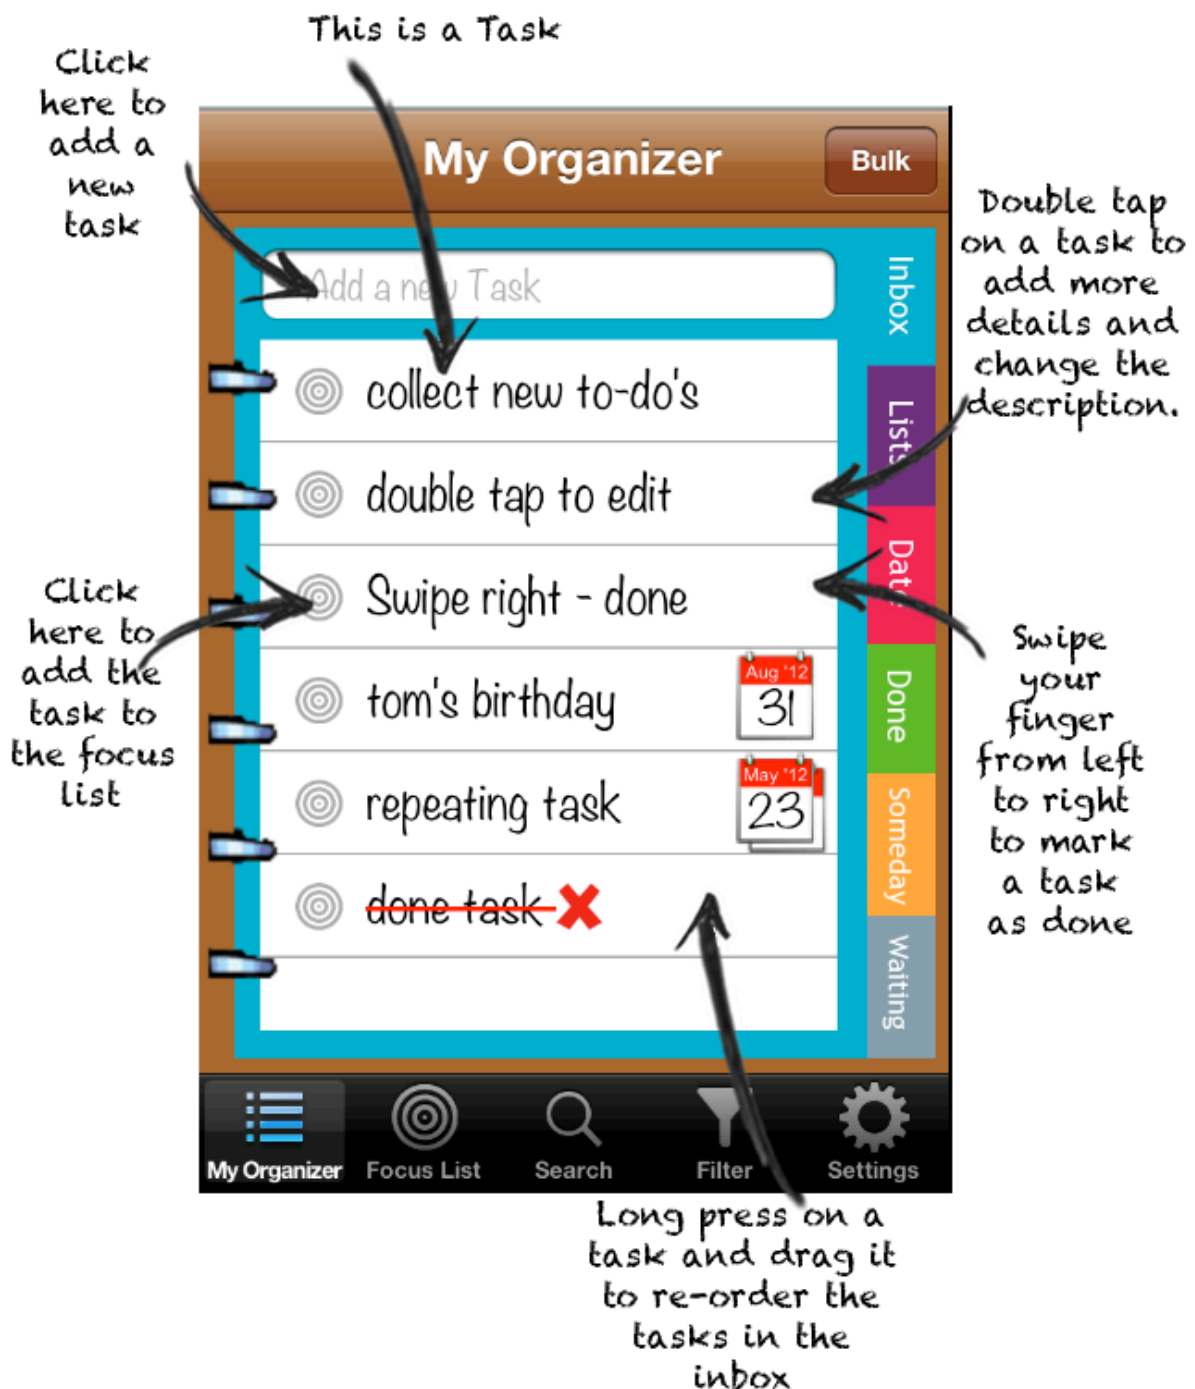 This is a Task
Click
here to
add a
new
task
My Organizer
Bulk
Double tap
on a task to
add more
details and
change the
description.
Add a new Task
collect new to-do's
double tap to edit
Swipe right - done
tom's birthday
Aug '12
31
repeating task
May '12
23
done task
Inbox
Lists
Date
Done
Someday
Waiting
Click
here to
add the
task to
the focus
list
Swipe
your
finger
from left
to right
to mark
a task
as done
My Organizer
Focus List
Search
Filter
Settings
Long press on a
task and drag it
to re-order the
tasks in the
inbox